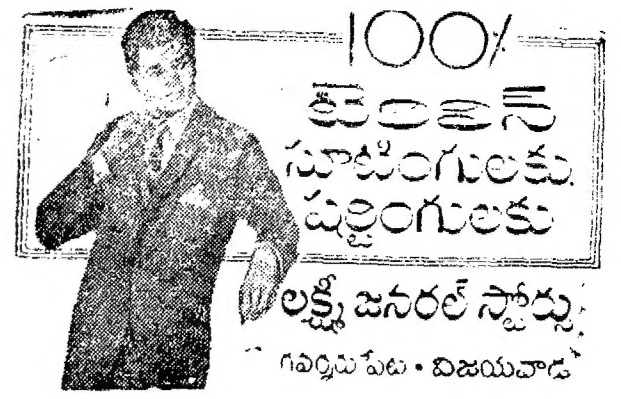 100%
టెరిన్
సూటింగులకు
షర్టింగులకు
లక్ష్మీ జనరల్ స్టోర్సు,
గవర్నరుపేట • విజయవాడ